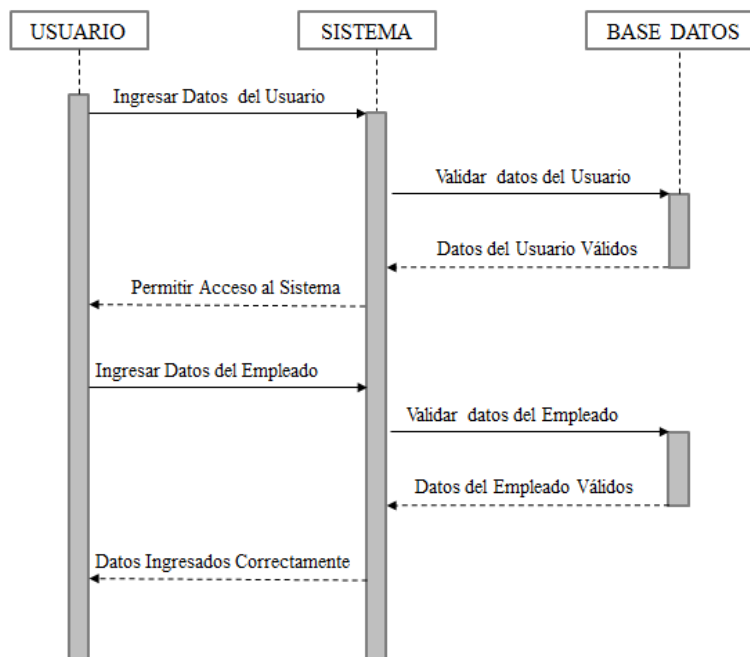 USUARIO
SISTEMA
BASE DATOS
Ingresar Datos del Usuario
Validar datos del Usuario
Datos del Usuario Válidos
Permitir Acceso al Sistema
Ingresar Datos del Empleado
Validar datos del Empleado
Datos del Empleado Válidos
Datos Ingresados Correctamente